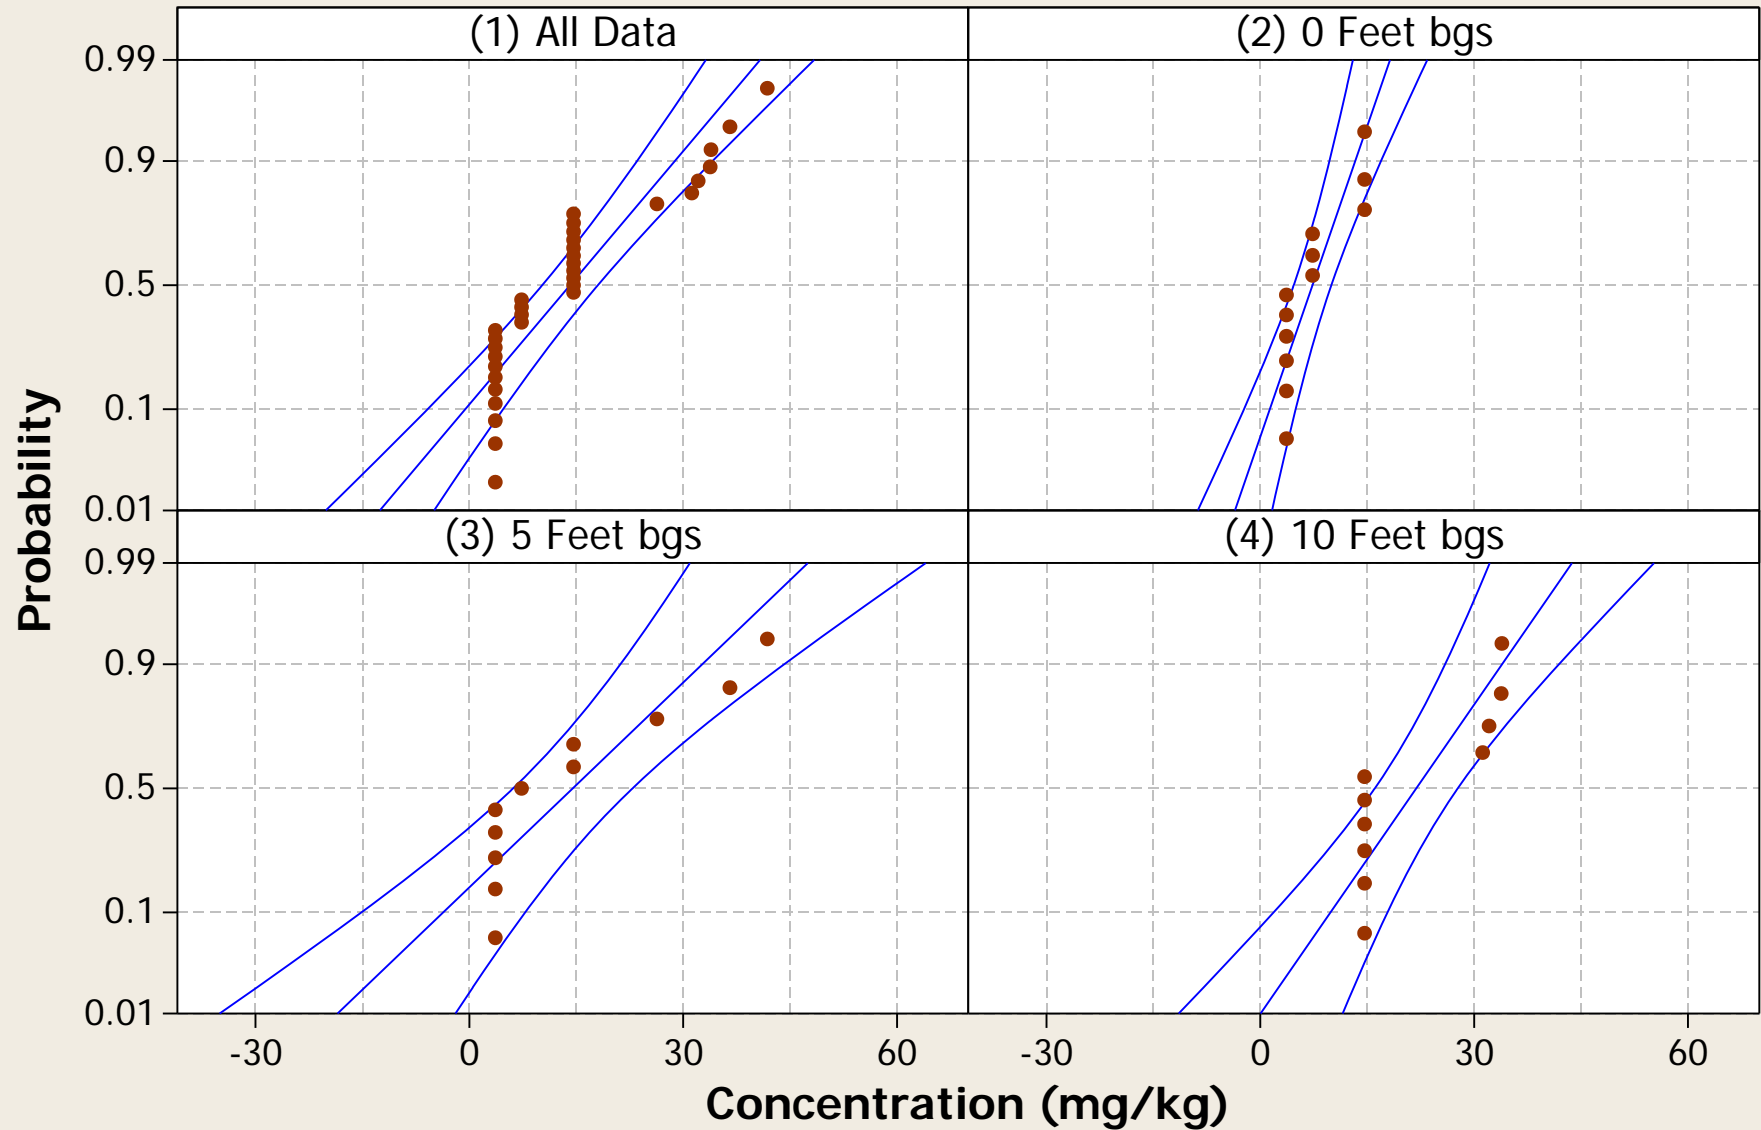 (1) All Data
(2) 0 Feet bgs
0.99
0.9
0.5
0.1
0.01
(3) 5 Feet bgs
(4) 10 Feet bgs
0.99
0.9
0.5
0.1
0.01
Probability
-30 0 30 60
-30 0 30 60
Concentration (mg/kg)